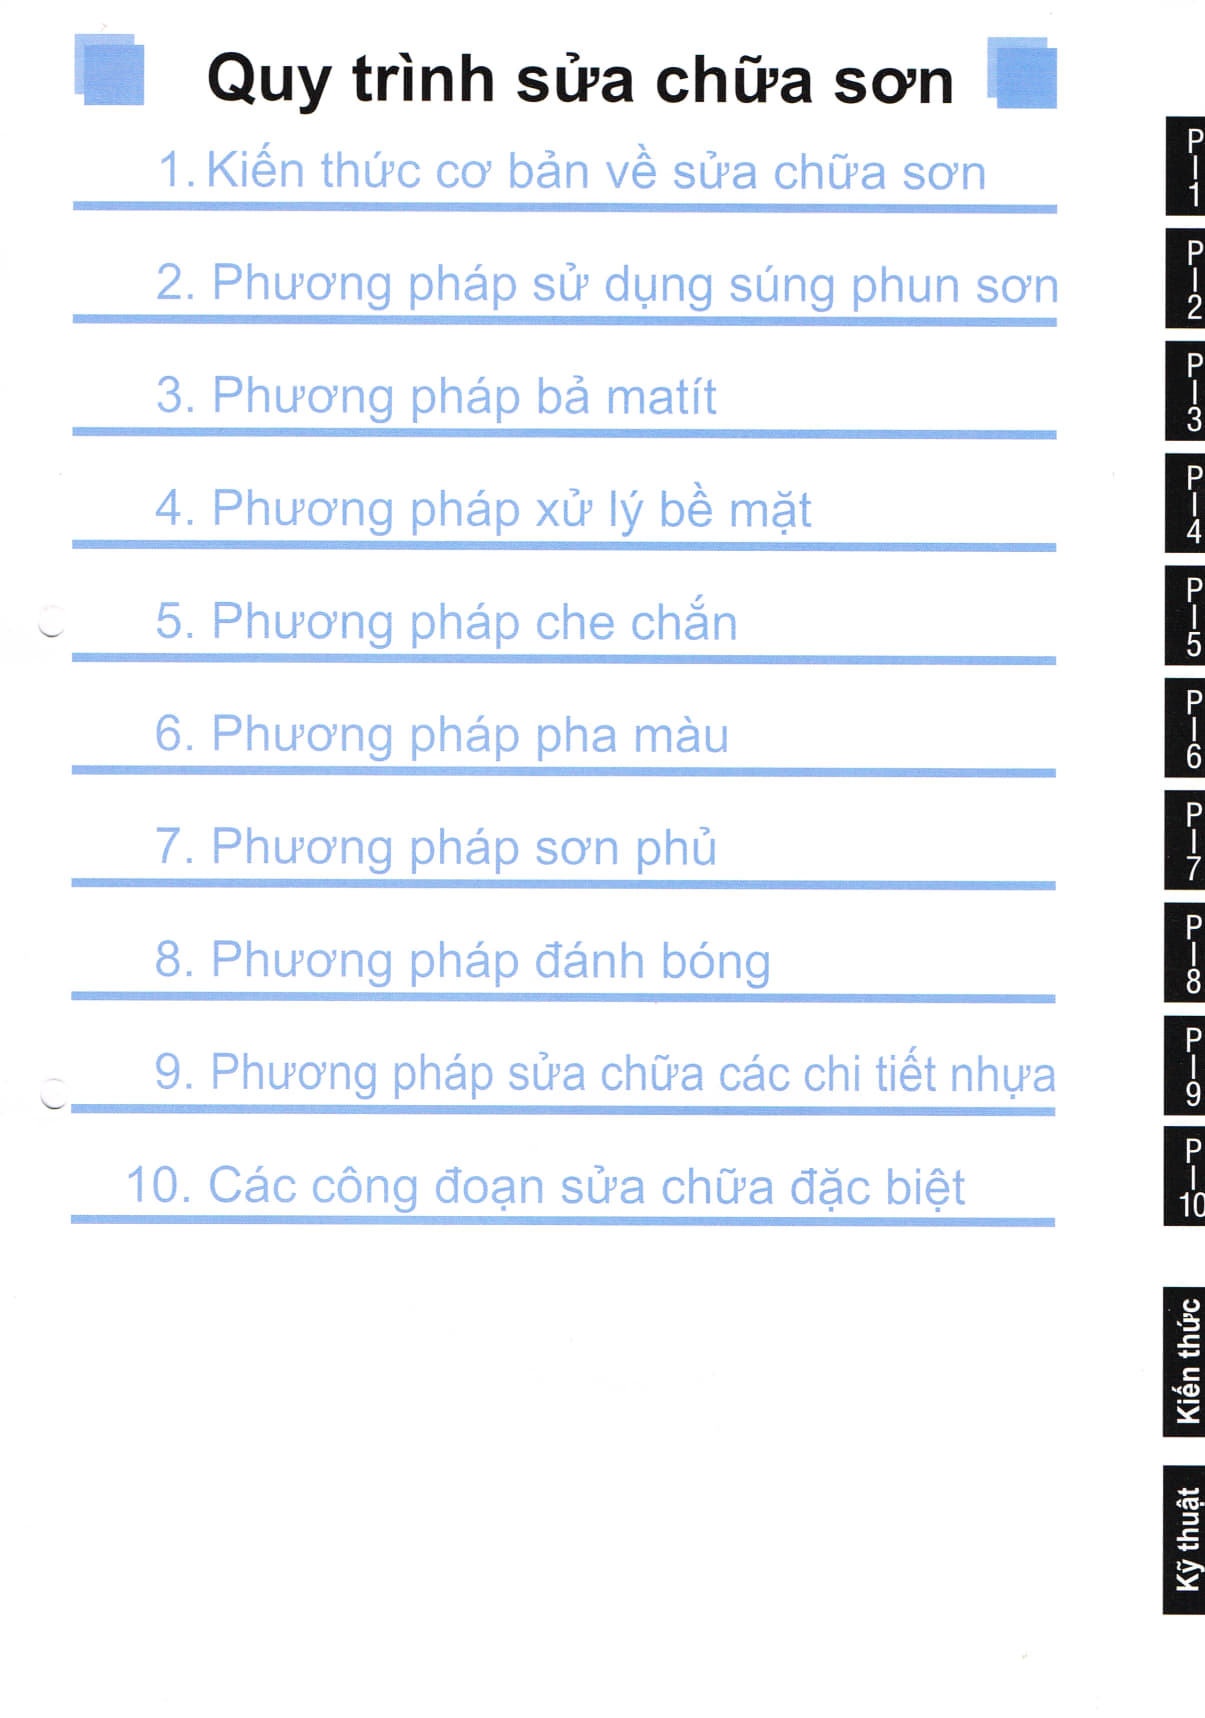 Quy trình sửa chữa sơn
1. Kiến thức cơ bản về sửa chữa sơn
2. Phương pháp sử dụng súng phun sơn
3. Phương pháp bả matít
4. Phương pháp xử lý bề mặt
5. Phương pháp che chắn
6. Phương pháp pha màu
7. Phương pháp sơn phủ
8. Phương pháp đánh bóng
9. Phương pháp sửa chữa các chi tiết nhựa
10. Các công đoạn sửa chữa đặc biệt
P-1
P-2
P-3
P-4
P-5
P-6
P-7
P-8
P-9
P-10
Kiến thức
Kỹ thuật